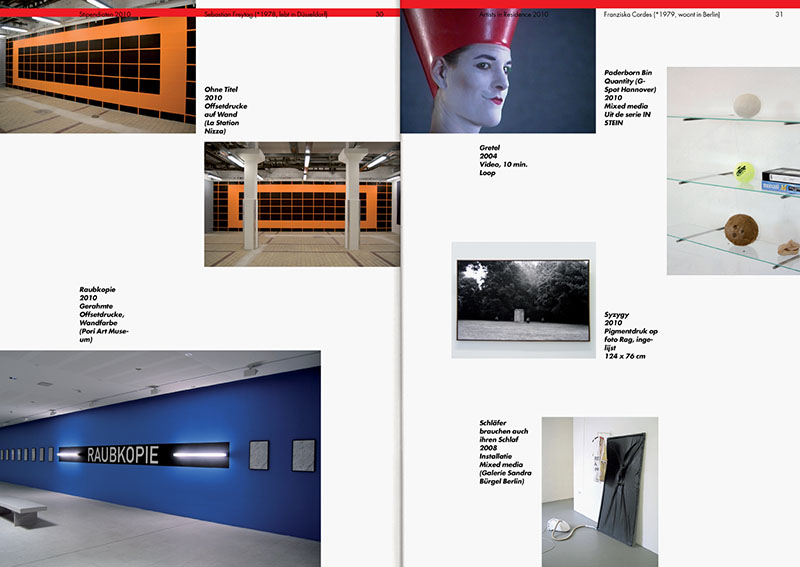 Stipendiaten 2010
Sebastian Freytag (*1978, lebt in Düsseldorf)
30
Ohne Titel
2010
Offsetdrucke
auf Wand
(La Station
Nizza)
Raubkopie
2010
Gerahmte
Offsetdrucke,
Wandfarbe
(Pori Art Muse-
um)
RAUBKOPIE
Artists in Residence 2010
Franziska Cordes (*1979, woont in Berlin)
31
Paderborn Bin
Quantity (G-
Spot Hannover)
2010
Mixed media
Uit de serie IN
STEIN
Gretel
2004
Video, 10 min.
Loop
Syzygy
2010
Pigmentdruk op
foto Rag, inge-
lijst
124 x 76 cm
Schläfer
brauchen auch
ihren Schlaf
2008
Installatie
Mixed media
(Galerie Sandra
Bürgel Berlin)